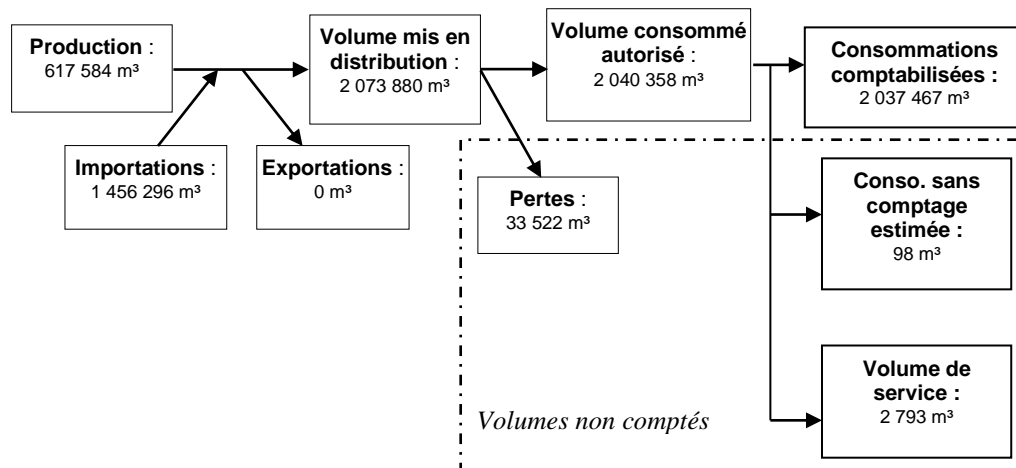 Production :
617 584 m³
Volume mis en
distribution :
2 073 880 m³
Volume consommé
autorisé :
2 040 358 m³
Consommations
comptabilisées :
2 037 467 m³
Importations :
1 456 296 m³
Exportations :
0 m³
Pertes :
33 522 m³
Conso. sans
comptage
estimée :
98 m³
Volume de
service :
2 793 m³
Volumes non comptés